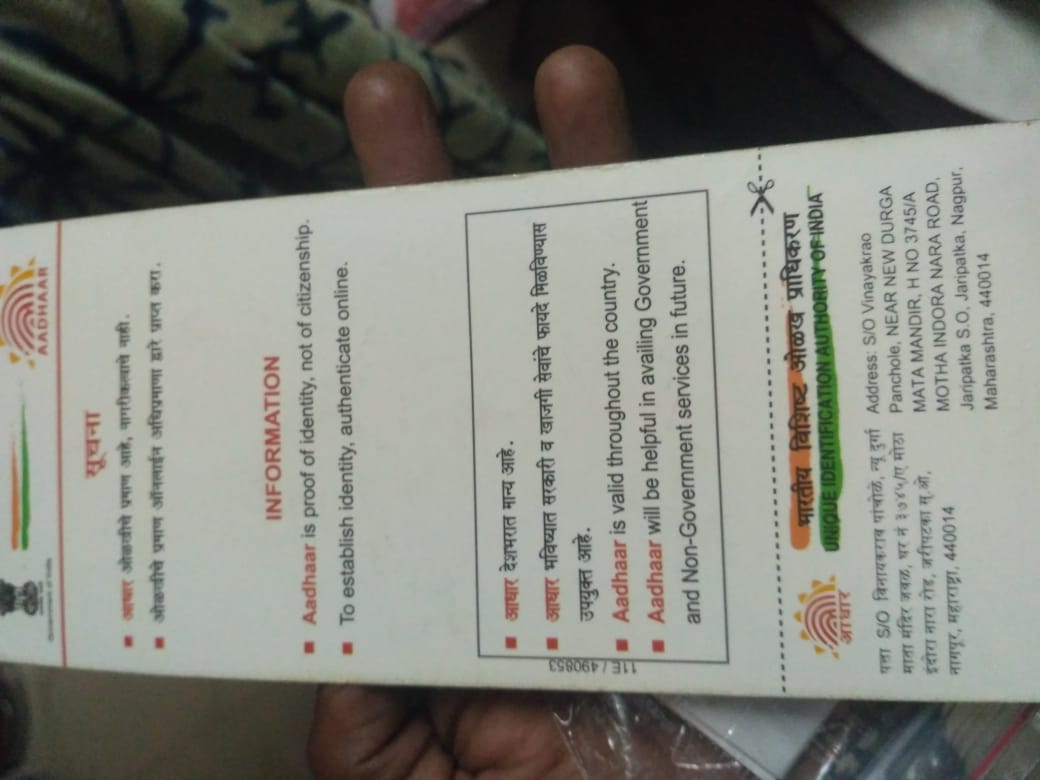 AADHAAR
सूचना
■ आधार ओळखीचे प्रमाण आहे, नागरीकत्वाचे नाही.
■ ओळखीचे प्रमाण ऑनलाईन अधिप्रमाणा द्वारे प्राप्त करा.
INFORMATION
■ Aadhaar is proof of identity, not of citizenship.
■ To establish identity, authenticate online.
■ आधार देशभरात मान्य आहे.
■ आधार भविष्यात सरकारी व खाजगी सेवांचे फायदे मिळविण्यास
उपयुक्त आहे.
■ Aadhaar is valid throughout the country.
■ Aadhaar will be helpful in availing Government
and Non-Government services in future.
11E / 490853
भारतीय विशिष्ट ओळख प्राधिकरण
UNIQUE IDENTIFICATION AUTHORITY OF INDIA
आधार
पत्ता S/O विनायकराव पांचोळे, न्यू दुर्गा
माता मंदिर जवळ, घर नं ३७४५/ए मोठा
इंदोरा नारा रोड, जरीपटका स्.ओ,
नागपूर, महाराष्ट्रा, 440014
Address: S/O Vinayakrao
Panchole, NEAR NEW DURGA
MATA MANDIR, H NO 3745/A
MOTHA INDORA NARA ROAD,
Jaripatka S.O, Jaripatka, Nagpur,
Maharashtra, 440014